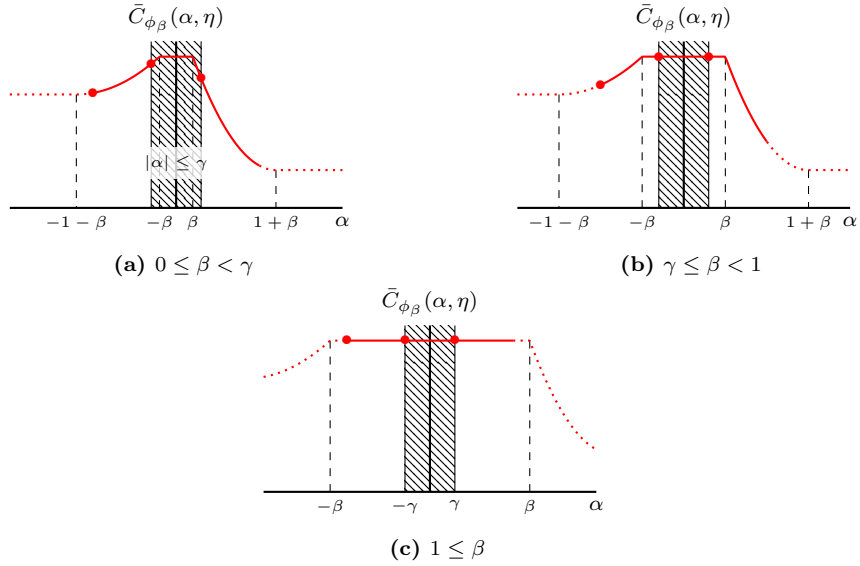 C̄_{ϕ_β}(α, η)
|α| ≤ γ
−1 − β
−β
β
1 + β
α
(a) 0 ≤ β < γ
C̄_{ϕ_β}(α, η)
−1 − β
−β
β
1 + β
α
(b) γ ≤ β < 1
C̄_{ϕ_β}(α, η)
−β
−γ
γ
β
α
(c) 1 ≤ β